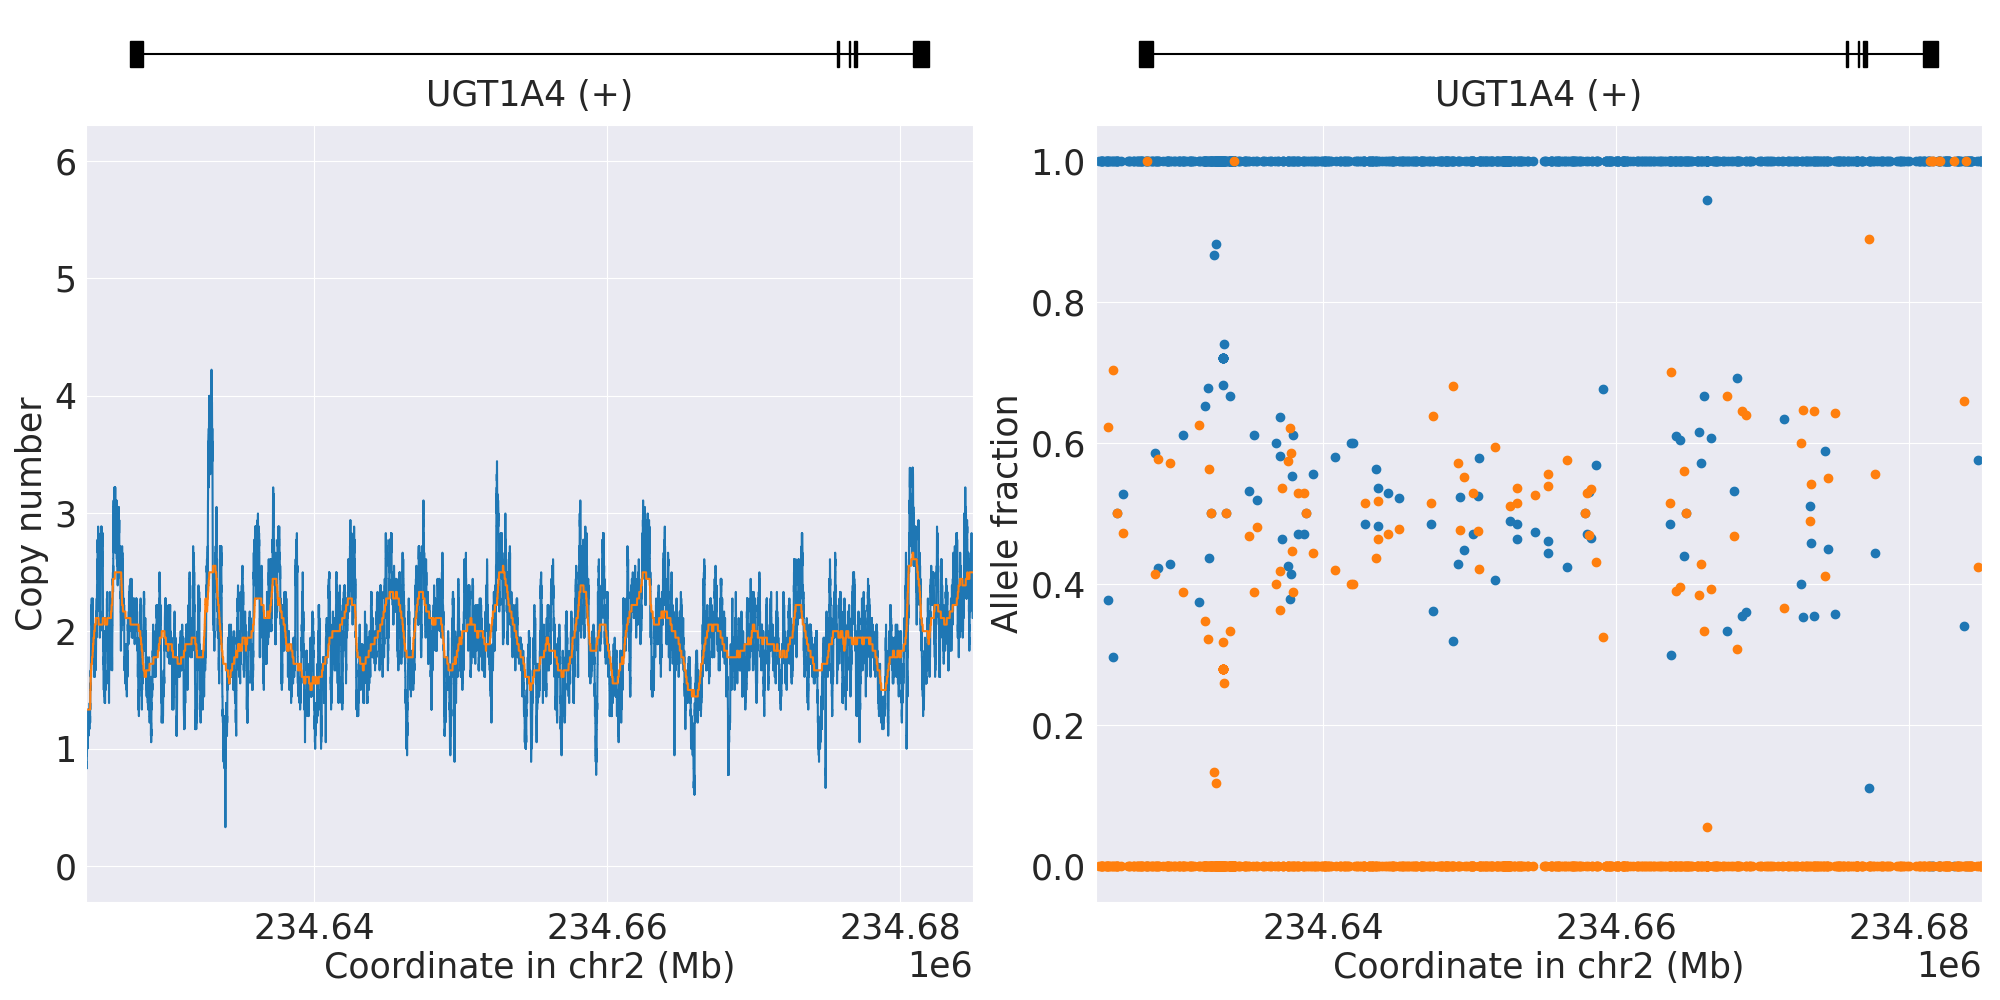 UGT1A4 (+)
6
5
4
3
2
1
0
Copy number
234.64 234.66 234.68
1e6
Coordinate in chr2 (Mb)
UGT1A4 (+)
1.0
0.8
0.6
0.4
0.2
0.0
Allele fraction
234.64 234.66 234.68
1e6
Coordinate in chr2 (Mb)